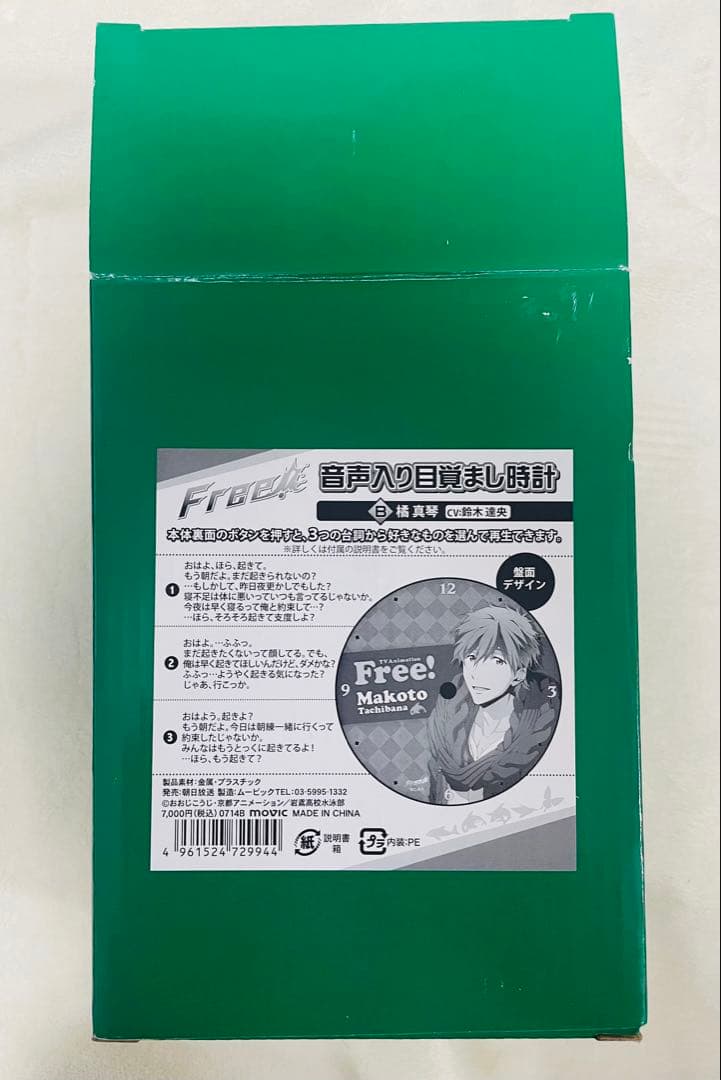 Free!
音声入り目覚まし時計
B 橘 真琴 CV:鈴木 達央
本体裏面のボタンを押すと、3つの台詞から好きなものを選んで再生できます。
※詳しくは付属の説明書をご覧ください。
1
おはよ、ほら、起きて。
もう朝だよ。まだ起きられないの?
…もしかして、昨日夜更かしでもした?
寝不足は体に悪いっていつも言ってるじゃないか。
今夜は早く寝るって俺と約束して…?
…ほら、そろそろ起きて支度しよ?
2
おはよ。…ふふっ。
まだ起きたくないって顔してる。でも、
俺は早く起きてほしいんだけど、ダメかな?
ふふっ…ようやく起きる気になった?
じゃあ、行こっか。
3
おはよう。起きよ?
もう朝だよ。今日は朝練一緒に行くって
約束したじゃないか。
みんなはもうとっくに起きてるよ!
…ほら、もう起きて?
盤面
デザイン
12
TV Animation
Free!
9
3
Makoto
Tachibana
6
製品素材:金属・プラスチック
発売:朝日放送 製造:ムービックTEL:03-5995-1332
©おおじこうじ・京都アニメーション/岩鳶高校水泳部
7,000円(税込)0714B movic MADE IN CHINA
4 961524 729944
紙
説明書
箱
プラ
内装:PE